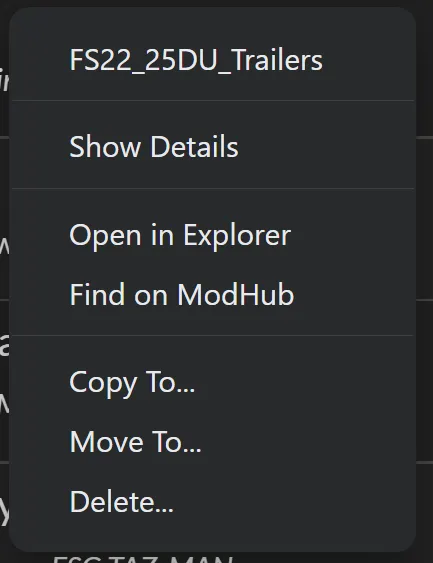 FS22_25DU_Trailers
Show Details
Open in Explorer
Find on ModHub
Copy To...
Move To...
Delete...